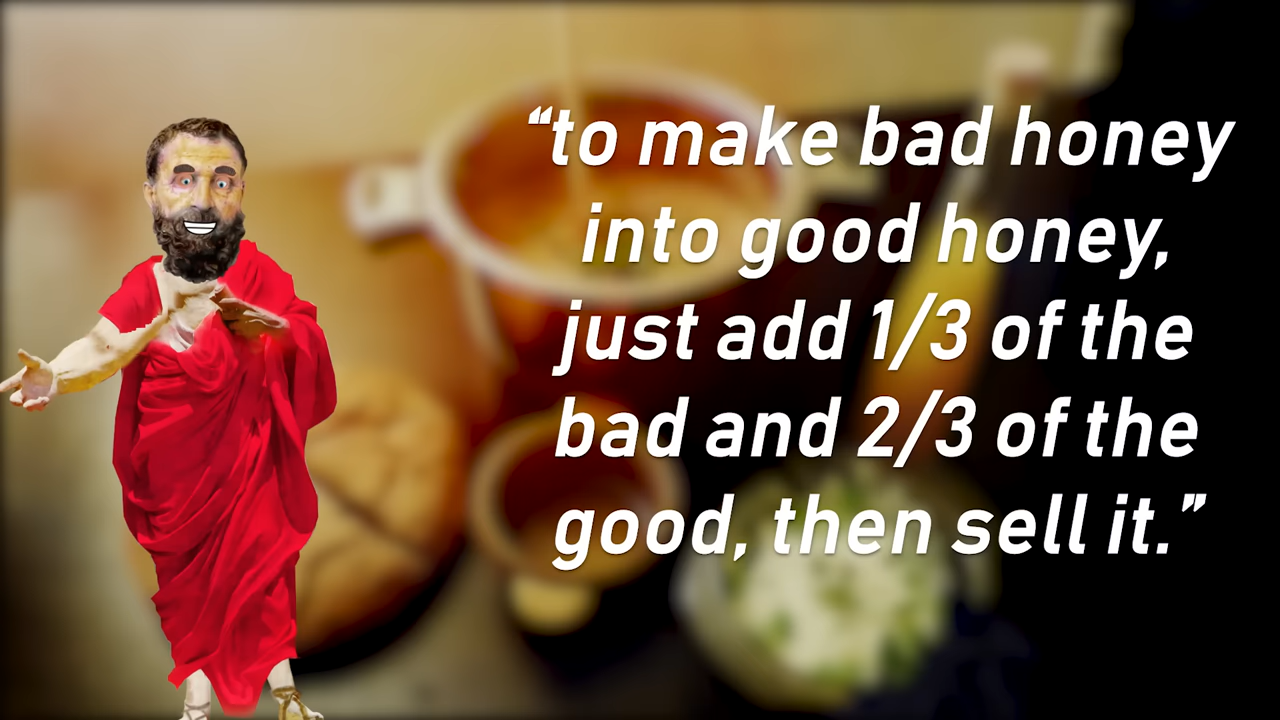 “to make bad honey
into good honey,
just add 1/3 of the
bad and 2/3 of the
good, then sell it.”